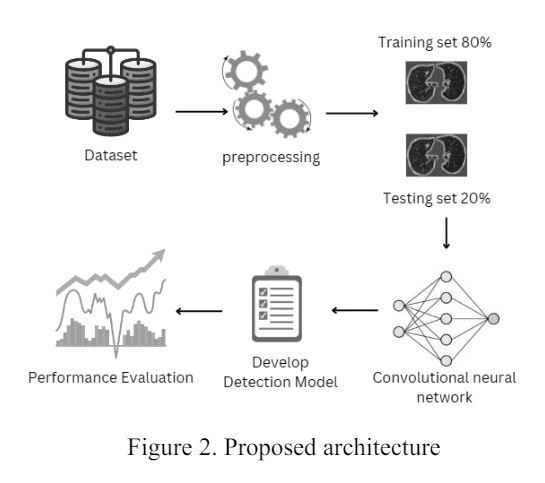 Training set 80%
Dataset
preprocessing
Testing set 20%
Performance Evaluation
Develop
Detection Model
Convolutional neural
network
Figure 2. Proposed architecture